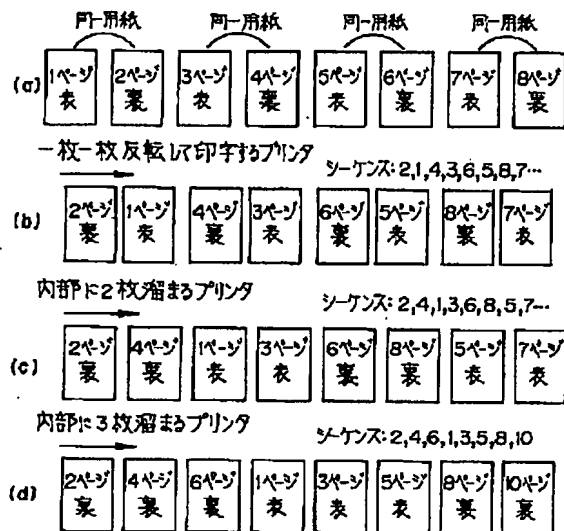 同一用紙 同一用紙 同一用紙 同一用紙
(a) 1ページ 表 2ページ 裏 3ページ 表 4ページ 裏 5ページ 表 6ページ 裏 7ページ 表 8ページ 裏
一枚一枚反転して印字するプリンタ
シーケンス:2,1,4,3,6,5,8,7…
(b) 2ページ 裏 1ページ 表 4ページ 裏 3ページ 表 6ページ 裏 5ページ 表 8ページ 裏 7ページ 表
内部に2枚溜まるプリンタ
シーケンス:2,4,1,3,6,8,5,7…
(c) 2ページ 裏 4ページ 裏 1ページ 表 3ページ 表 6ページ 裏 8ページ 裏 5ページ 表 7ページ 表
内部に3枚溜まるプリンタ
シーケンス:2,4,6,1,3,5,8,10
(d) 2ページ 裏 4ページ 裏 6ページ 裏 1ページ 表 3ページ 表 5ページ 表 8ページ 裏 10ページ 裏